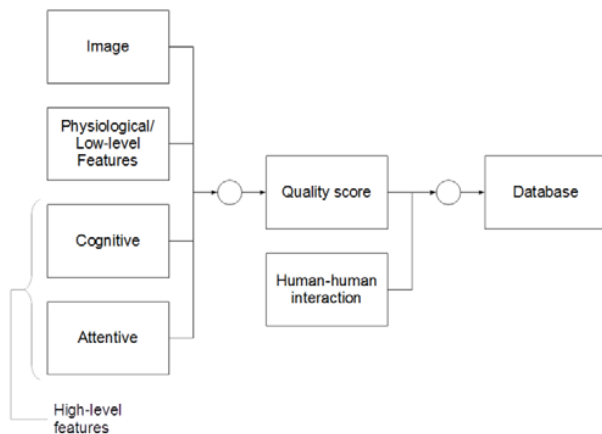 Image
Physiological/
Low-level
Features
Quality score
Database
Cognitive
Human-human
interaction
Attentive
High-level
features